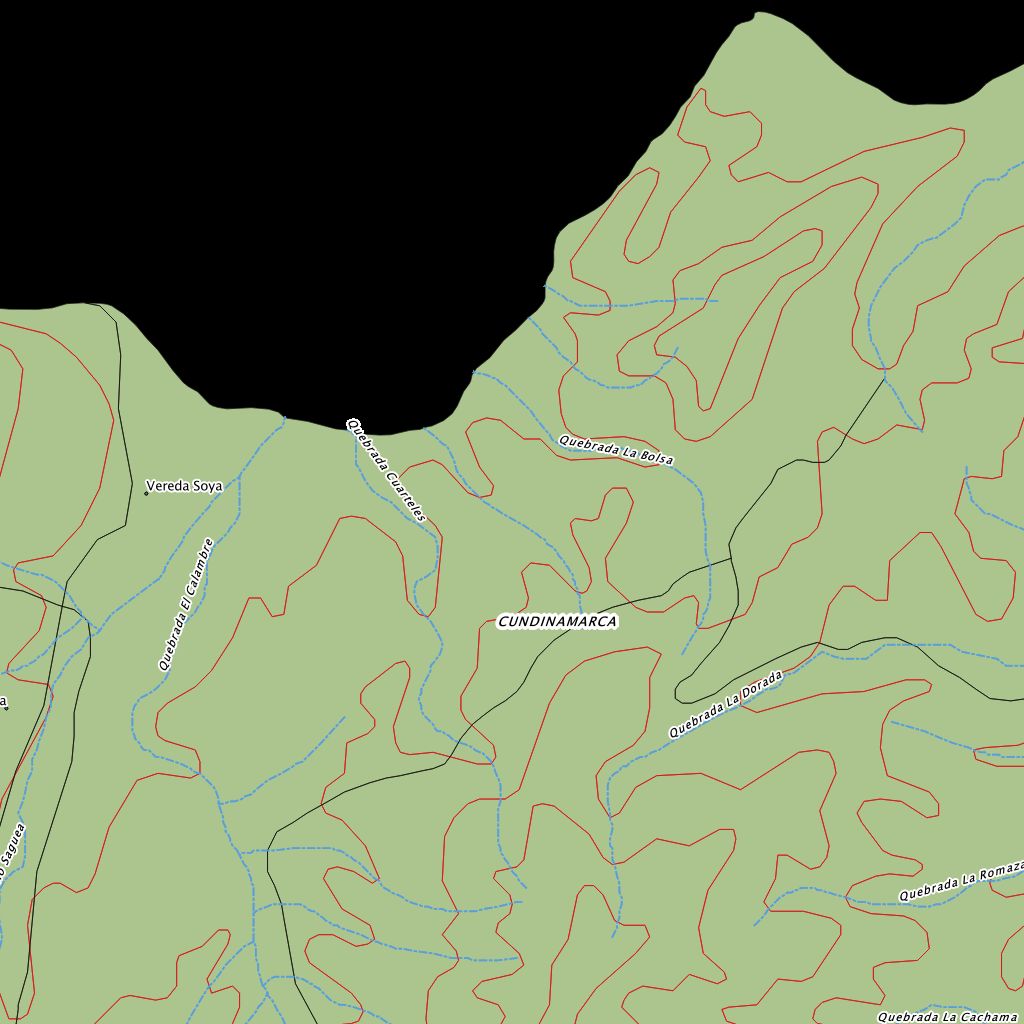 Quebrada Cuarteles
Quebrada La Bolsa
Vereda Soya
Quebrada El Calambre
CUNDINAMARCA
a
Quebrada La Dorada
o Saguea
Quebrada La Romaza
Quebrada La Cachama